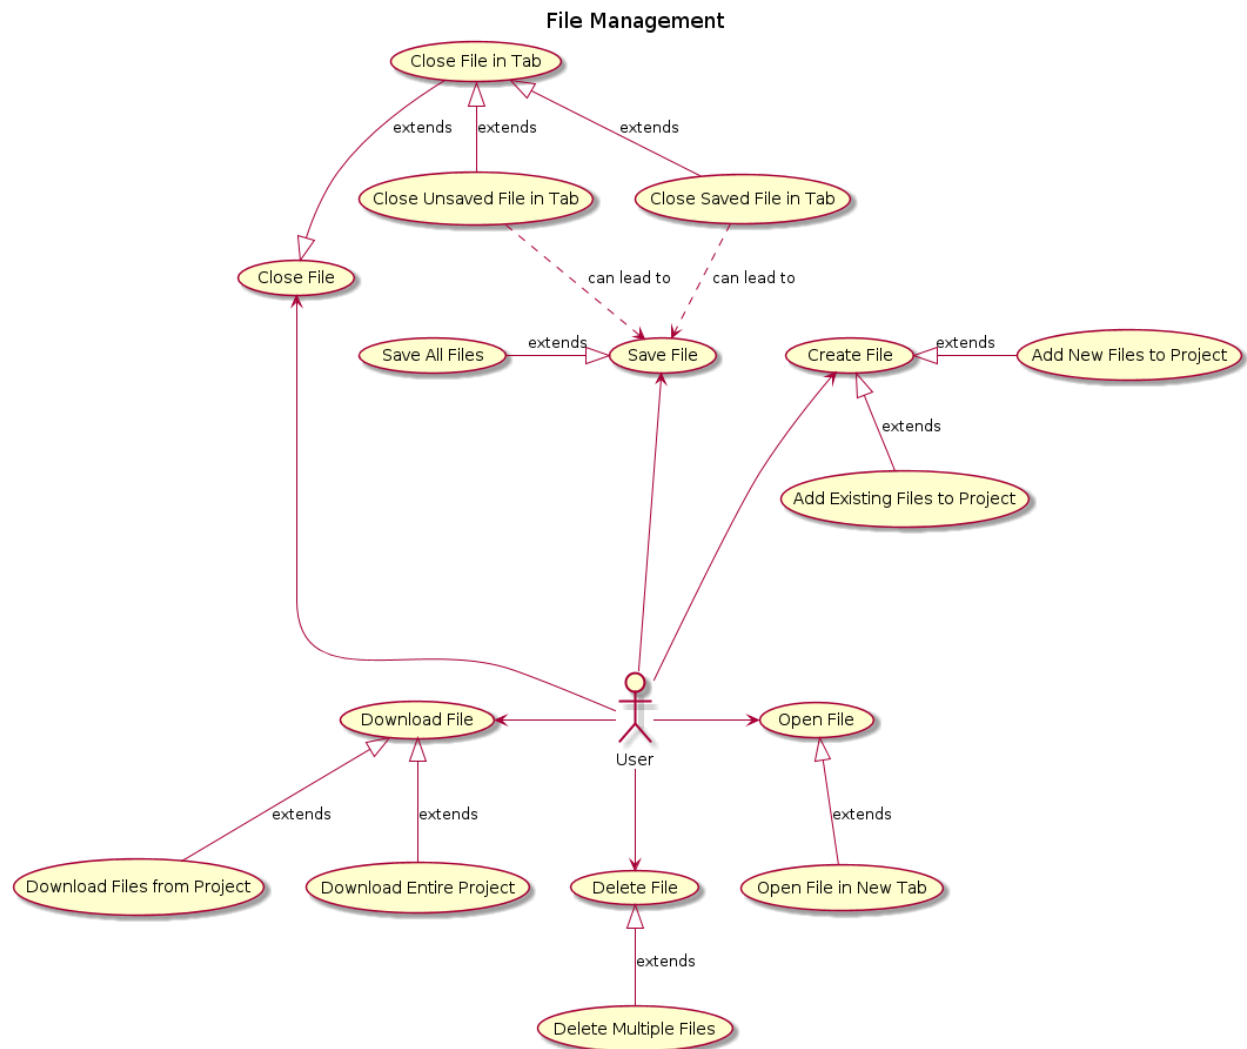 File Management
Close File in Tab
extends
extends
extends
Close Unsaved File in Tab
Close Saved File in Tab
Close File
can lead to
can lead to
Save All Files
extends
Save File
Create File
extends
Add New Files to Project
extends
Add Existing Files to Project
Download File
User
Open File
extends
extends
extends
Download Files from Project
Download Entire Project
Delete File
Open File in New Tab
extends
Delete Multiple Files